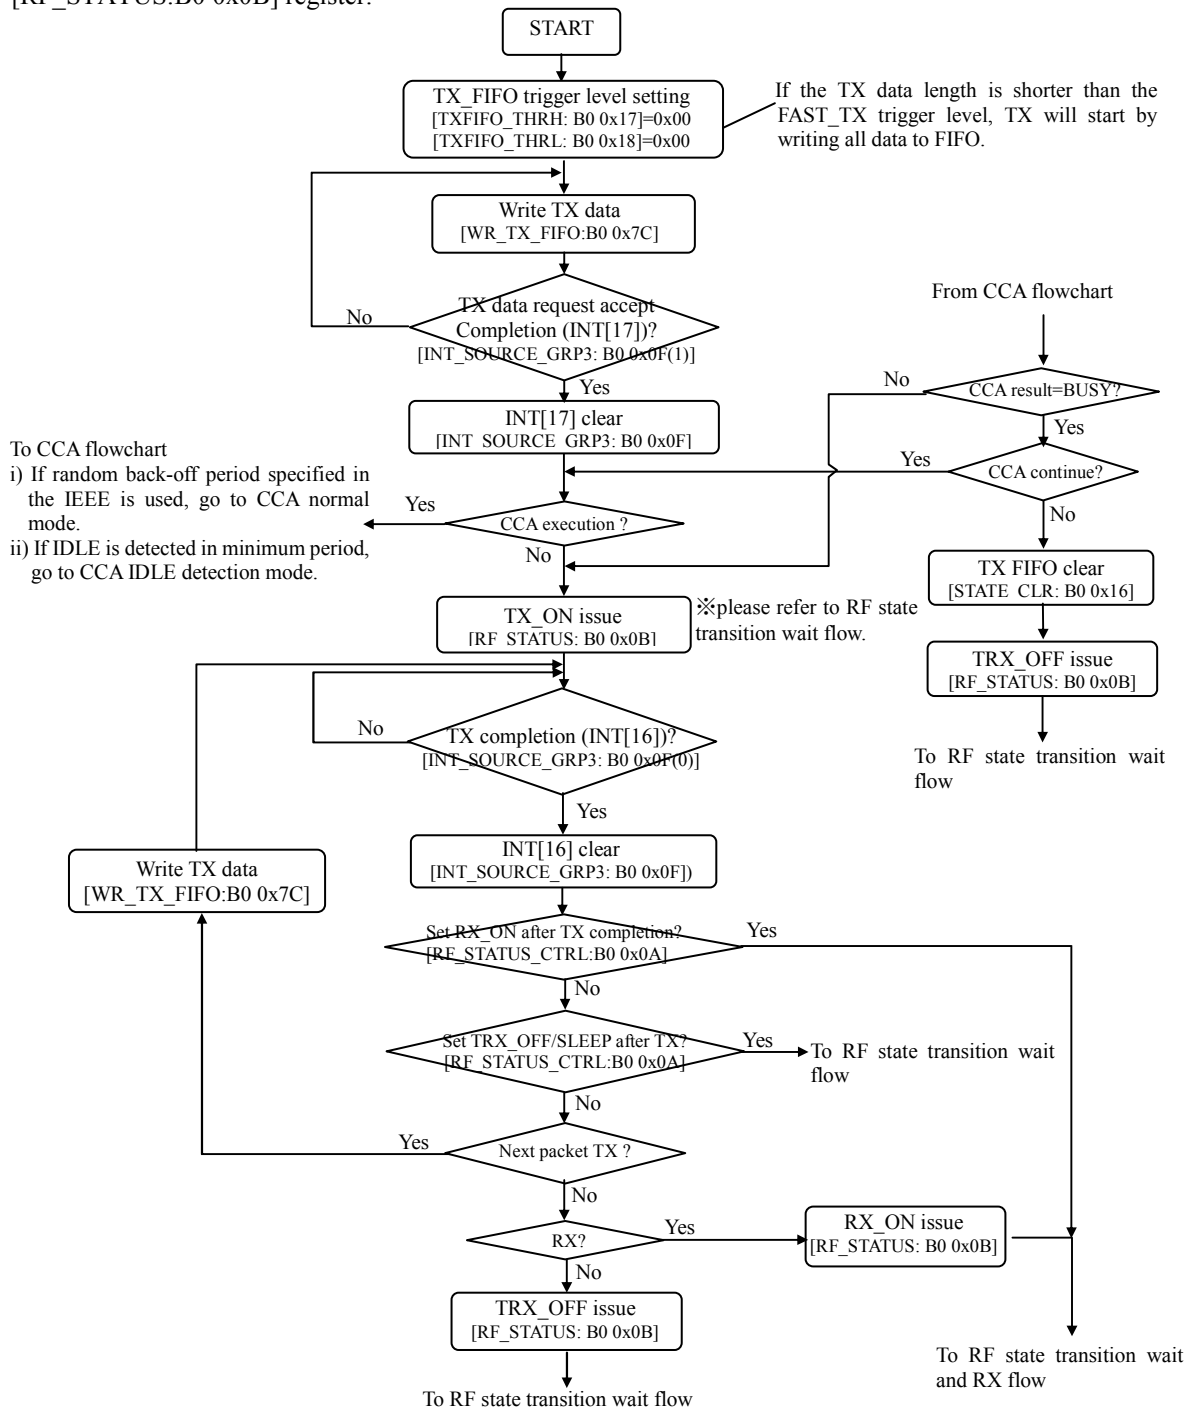 [RF_STATUS:B0 0x0B] register.
START
TX_FIFO trigger level setting
[TXFIFO_THRH: B0 0x17]=0x00
[TXFIFO_THRL: B0 0x18]=0x00
If the TX data length is shorter than the
FAST_TX trigger level, TX will start by
writing all data to FIFO.
Write TX data
[WR_TX_FIFO:B0 0x7C]
TX data request accept
Completion (INT[17])?
[INT_SOURCE_GRP3: B0 0x0F(1)]
No
Yes
From CCA flowchart
CCA result=BUSY?
No
Yes
INT[17] clear
[INT_SOURCE_GRP3: B0 0x0F]
CCA continue?
Yes
No
To CCA flowchart
i) If random back-off period specified in
the IEEE is used, go to CCA normal
mode.
ii) If IDLE is detected in minimum period,
go to CCA IDLE detection mode.
Yes
CCA execution ?
No
TX FIFO clear
[STATE_CLR: B0 0x16]
TX_ON issue
[RF_STATUS: B0 0x0B]
※please refer to RF state
transition wait flow.
TRX_OFF issue
[RF_STATUS: B0 0x0B]
To RF state transition wait
flow
No
TX completion (INT[16])?
[INT_SOURCE_GRP3: B0 0x0F(0)]
Yes
INT[16] clear
[INT_SOURCE_GRP3: B0 0x0F])
Write TX data
[WR_TX_FIFO:B0 0x7C]
Set RX_ON after TX completion?
[RF_STATUS_CTRL:B0 0x0A]
Yes
No
Set TRX_OFF/SLEEP after TX?
[RF_STATUS_CTRL:B0 0x0A]
Yes
To RF state transition wait
flow
No
Yes
Next packet TX ?
No
RX?
Yes
RX_ON issue
[RF_STATUS: B0 0x0B]
No
TRX_OFF issue
[RF_STATUS: B0 0x0B]
To RF state transition wait
and RX flow
To RF state transition wait flow